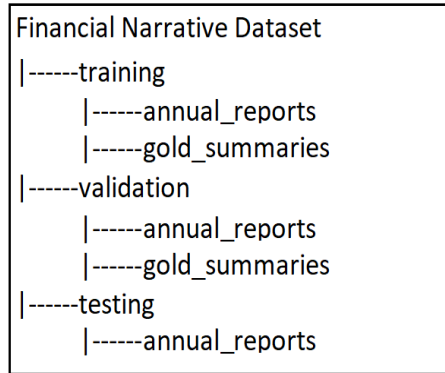 Financial Narrative Dataset
|------training
|------annual_reports
|------gold_summaries
|------validation
|------annual_reports
|------gold_summaries
|------testing
|------annual_reports